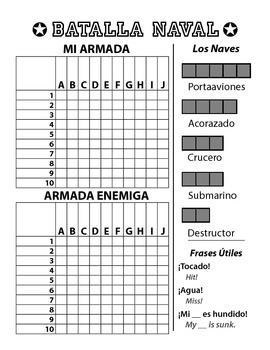 BATALLA NAVAL
MI ARMADA
A B C D E F G H I J
1
2
3
4
5
6
7
8
9
10
ARMADA ENEMIGA
A B C D E F G H I J
1
2
3
4
5
6
7
8
9
10
Los Naves
Portaaviones
Acorazado
Crucero
Submarino
Destructor
Frases Útiles
¡Tocado!
Hit!
¡Agua!
Miss!
¡Mi __ es hundido!
My __ is sunk.